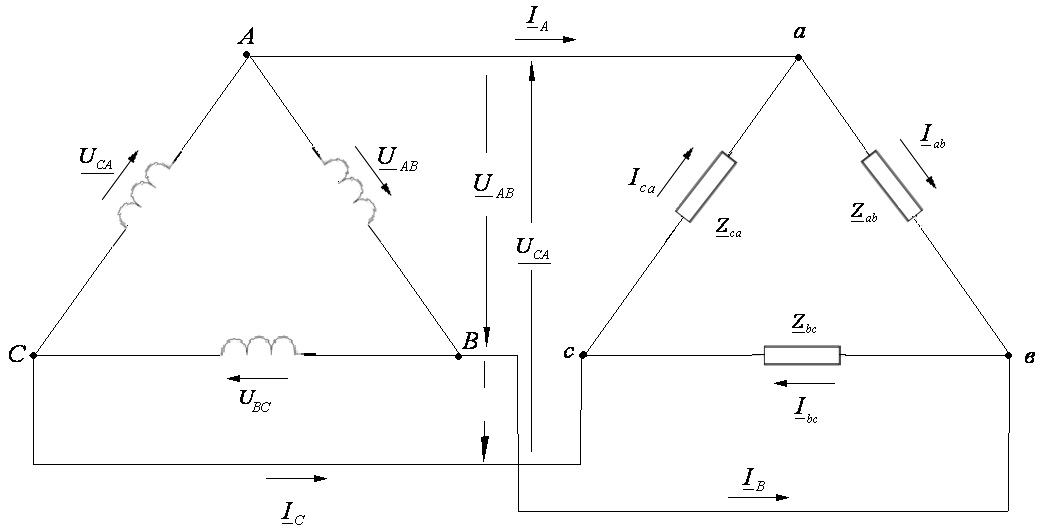 I_A
A
a
U_CA
U_AB
I_ab
U_AB
I_ca
Z_ca
Z_ab
U_CA
Z_bc
C
B
c
в
U_BC
I_bc
I_B
I_C